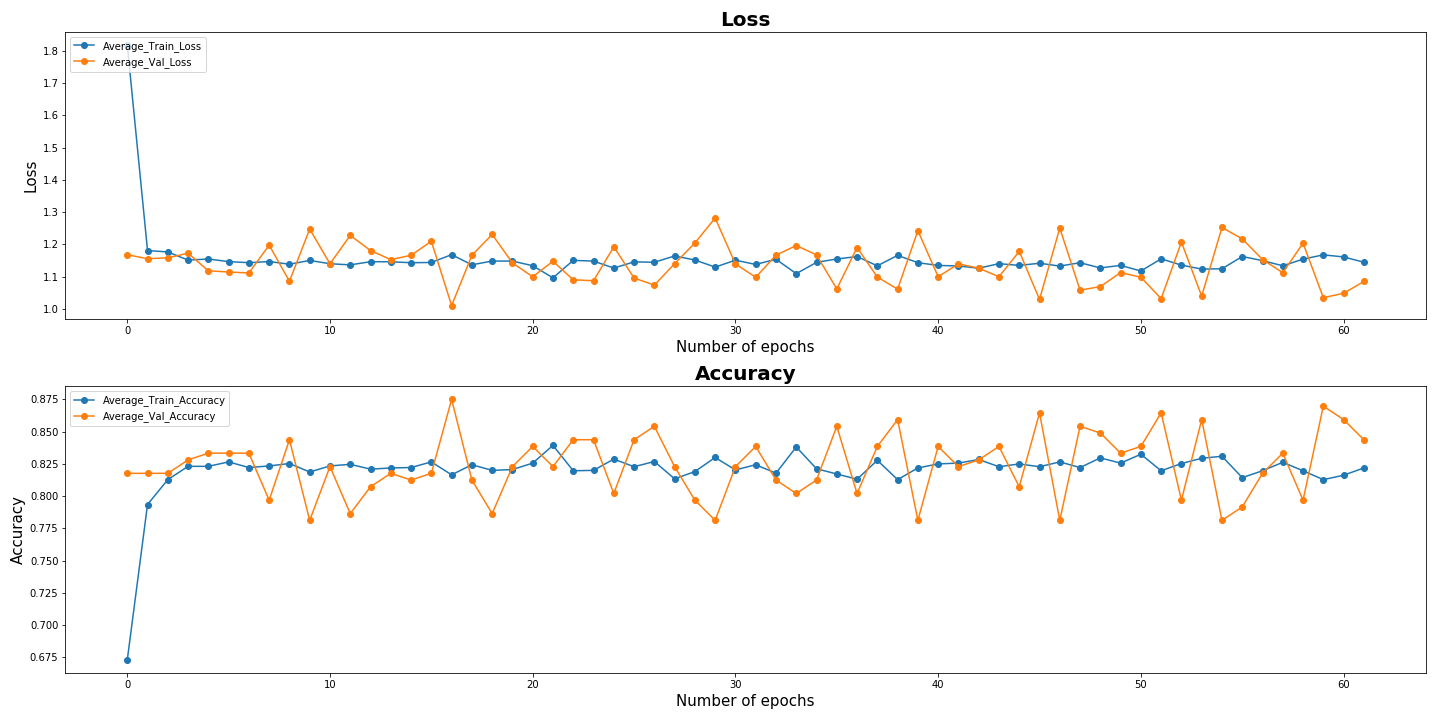 Loss
1.8
1.7
1.6
1.5
1.4
1.3
1.2
1.1
1.0
Loss
Average_Train_Loss
Average_Val_Loss
0 10 20 30 40 50 60
Number of epochs
Accuracy
0.875
0.850
0.825
0.800
0.775
0.750
0.725
0.700
0.675
Accuracy
Average_Train_Accuracy
Average_Val_Accuracy
0 10 20 30 40 50 60
Number of epochs